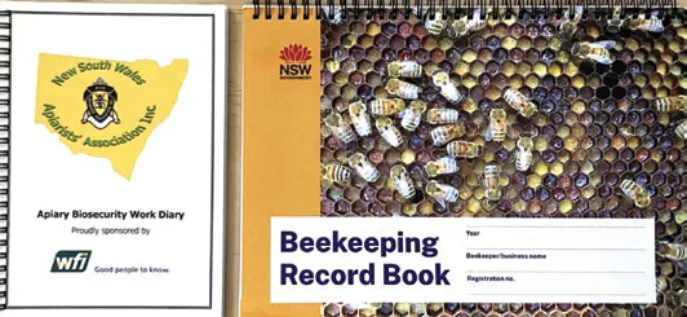 New South Wales
Apiarists' Association Inc
Apiary Biosecurity Work Diary
Proudly sponsored by
wfi
Good people to know
NSW
GOVERNMENT
Beekeeping
Record Book
Year
Beekeeper/business name
Registration no.